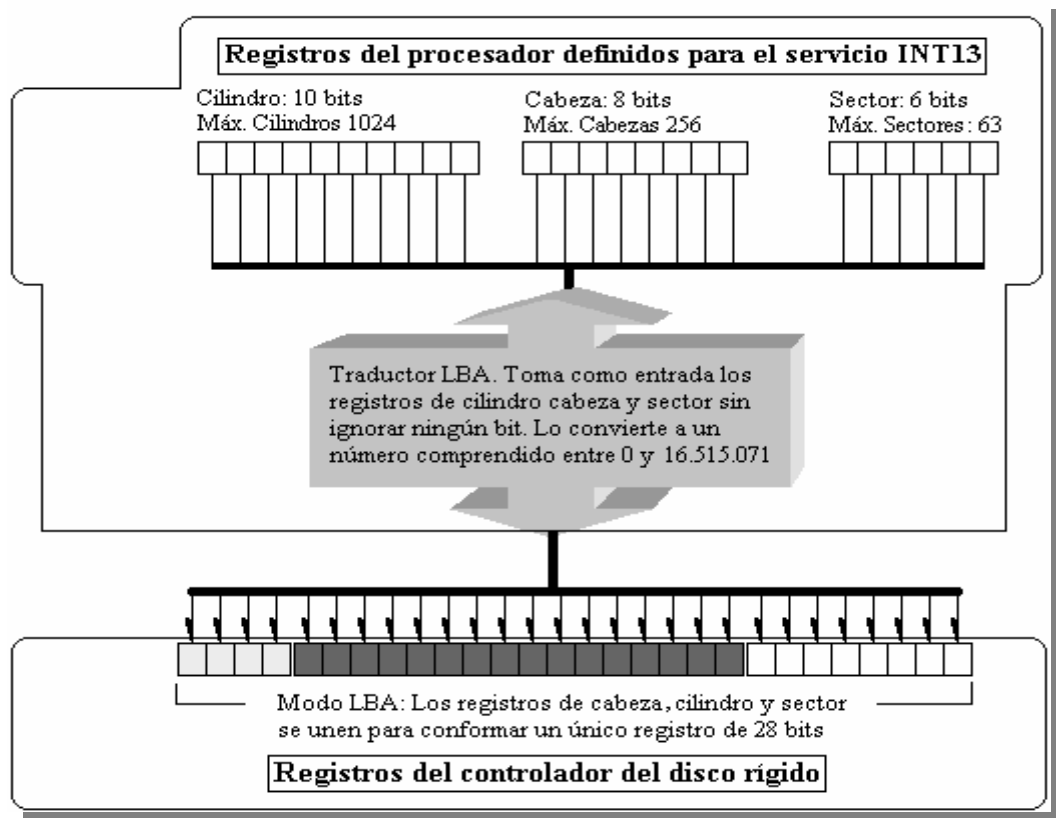 Registros del procesador definidos para el servicio INT13
Cilindro: 10 bits
Máx. Cilindros 1024
Cabeza: 8 bits
Máx. Cabezas 256
Sector: 6 bits
Máx. Sectores: 63
Traductor LBA. Toma como entrada los
registros de cilindro cabeza y sector sin
ignorar ningún bit. Lo convierte a un
número comprendido entre 0 y 16.515.071
Modo LBA: Los registros de cabeza, cilindro y sector
se unen para conformar un único registro de 28 bits
Registros del controlador del disco rígido